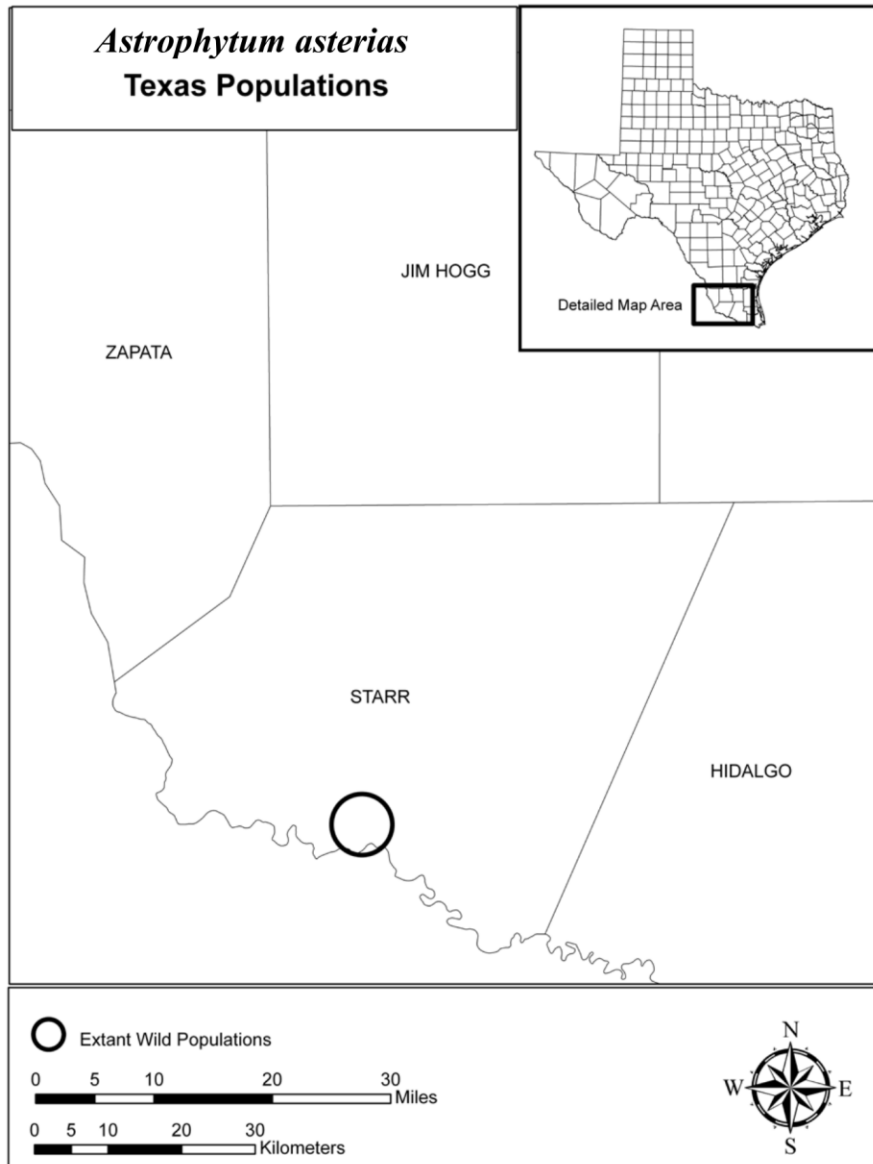 Astrophytum asterias
Texas Populations
Detailed Map Area
JIM HOGG
ZAPATA
STARR
HIDALGO
Extant Wild Populations
0 5 10 20 30
Miles
0 5 10 20 30
Kilometers
N
W E
S